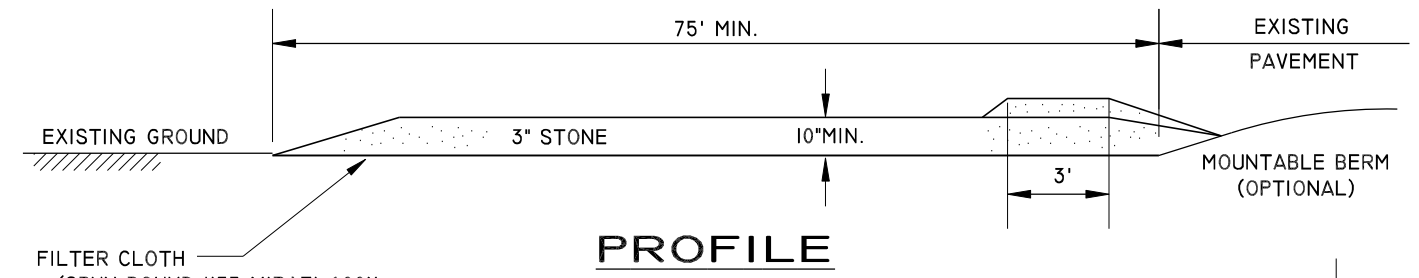 75' MIN.
EXISTING
PAVEMENT
EXISTING GROUND
3" STONE
10"MIN.
MOUNTABLE BERM
(OPTIONAL)
3'
FILTER CLOTH
PROFILE